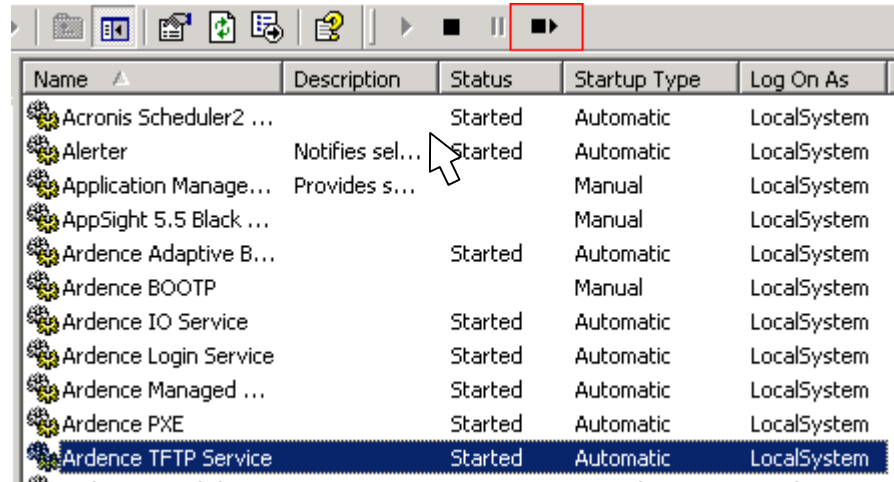 Name Description Status Startup Type Log On As
Acronis Scheduler2 ... Started Automatic LocalSystem
Alerter Notifies sel... Started Automatic LocalSystem
Application Manage... Provides s... Manual LocalSystem
AppSight 5.5 Black ... Manual LocalSystem
Ardence Adaptive B... Started Automatic LocalSystem
Ardence BOOTP Manual LocalSystem
Ardence IO Service Started Automatic LocalSystem
Ardence Login Service Started Automatic LocalSystem
Ardence Managed ... Started Automatic LocalSystem
Ardence PXE Started Automatic LocalSystem
Ardence TFTP Service Started Automatic LocalSystem